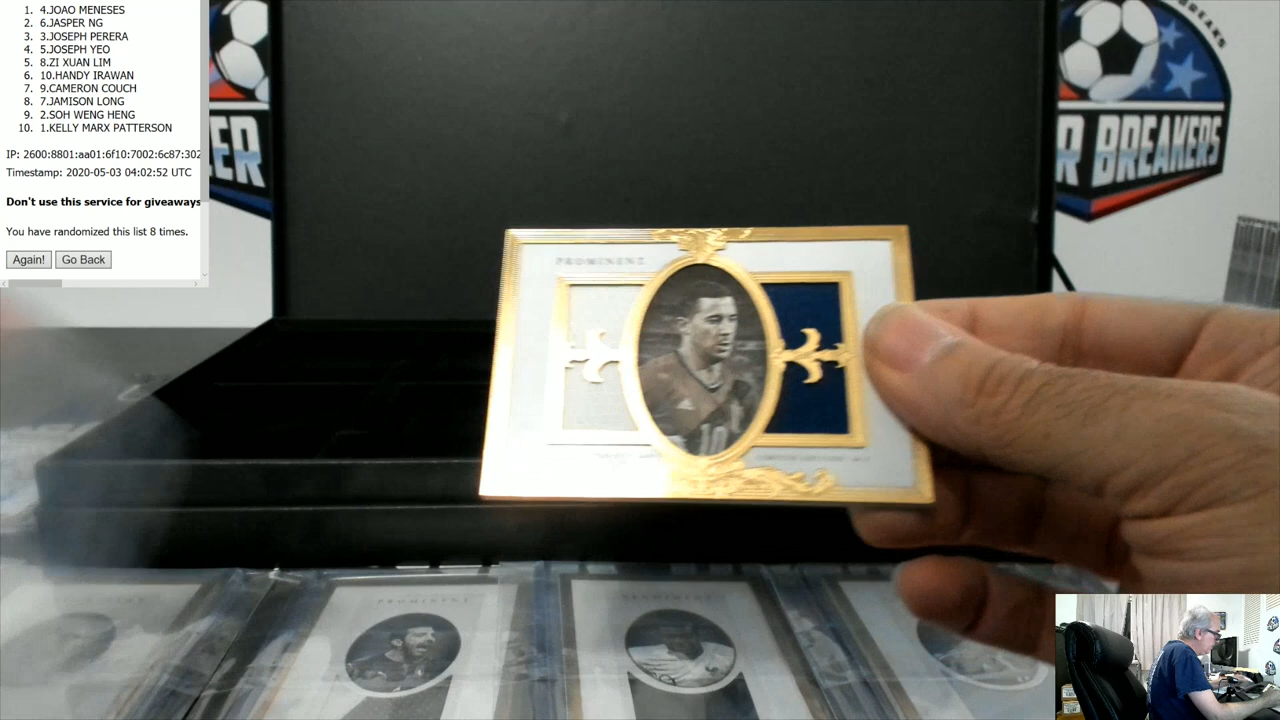 1. 4.JOAO MENESES
2. 6.JASPER NG
3. 3.JOSEPH PERERA
4. 5.JOSEPH YEO
5. 8.ZI XUAN LIM
6. 10.HANDY IRAWAN
7. 9.CAMERON COUCH
8. 7.JAMISON LONG
9. 2.SOH WENG HENG
10. 1.KELLY MARX PATTERSON
IP: 2600:8801:aa01:6f10:7002:6c87:302
Timestamp: 2020-05-03 04:02:52 UTC
Don't use this service for giveaways
You have randomized this list 8 times.
Again! Go Back
ER
BREAKS
R BREAKERS
PROMINENT
10
PROMINENT